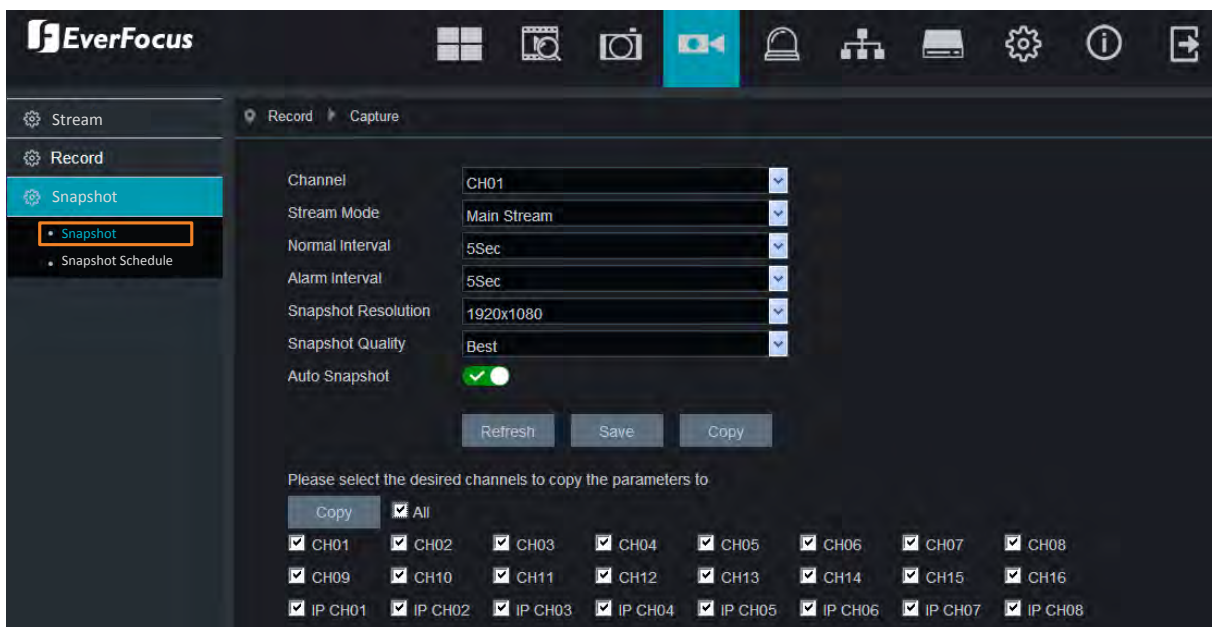 EverFocus
Stream
Record
Snapshot
Snapshot
Snapshot Schedule
Record Capture
Channel CH01
Stream Mode Main Stream
Normal Interval 5Sec
Alarm Interval 5Sec
Snapshot Resolution 1920x1080
Snapshot Quality Best
Auto Snapshot
Refresh Save Copy
Please select the desired channels to copy the parameters to
Copy All
CH01 CH02 CH03 CH04 CH05 CH06 CH07 CH08
CH09 CH10 CH11 CH12 CH13 CH14 CH15 CH16
IP CH01 IP CH02 IP CH03 IP CH04 IP CH05 IP CH06 IP CH07 IP CH08